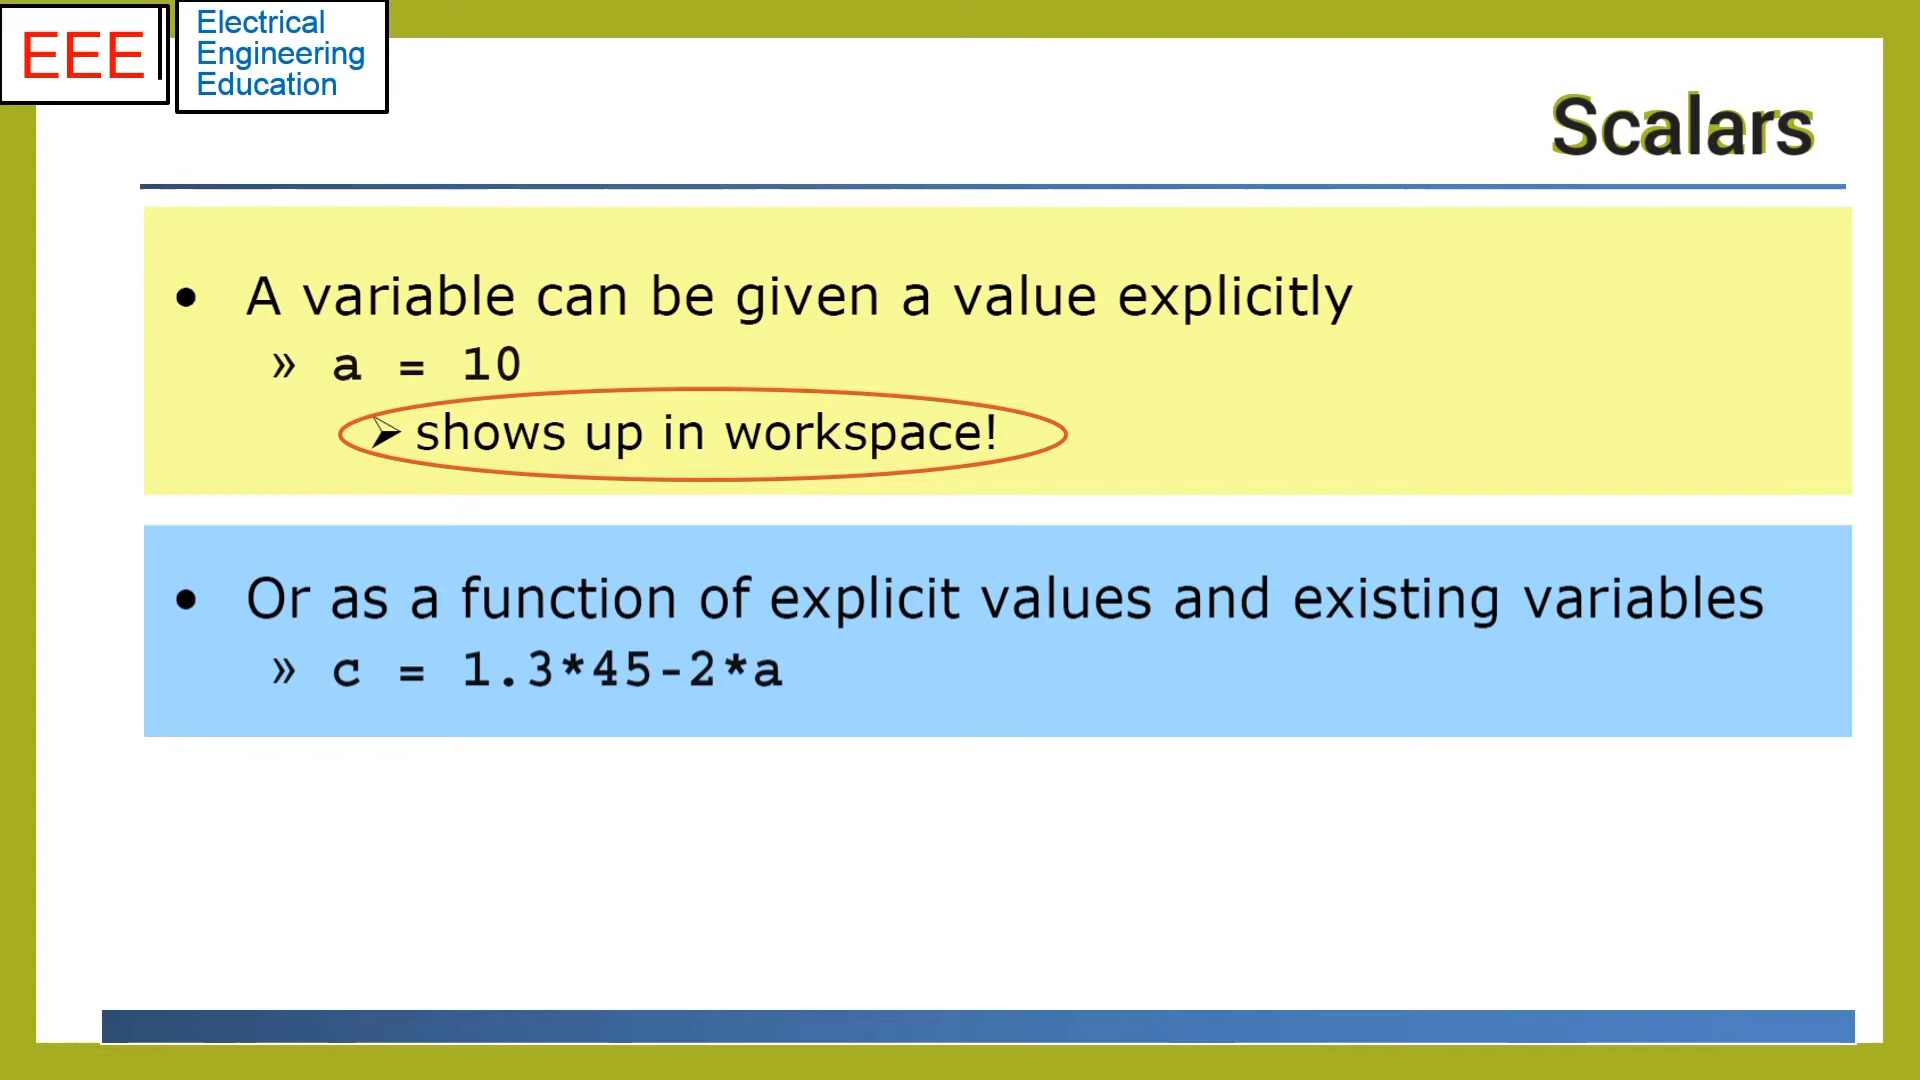 EEE
Electrical
Engineering
Education
Scalars
• A variable can be given a value explicitly
» a = 10
➢ shows up in workspace!
• Or as a function of explicit values and existing variables
» c = 1.3*45-2*a